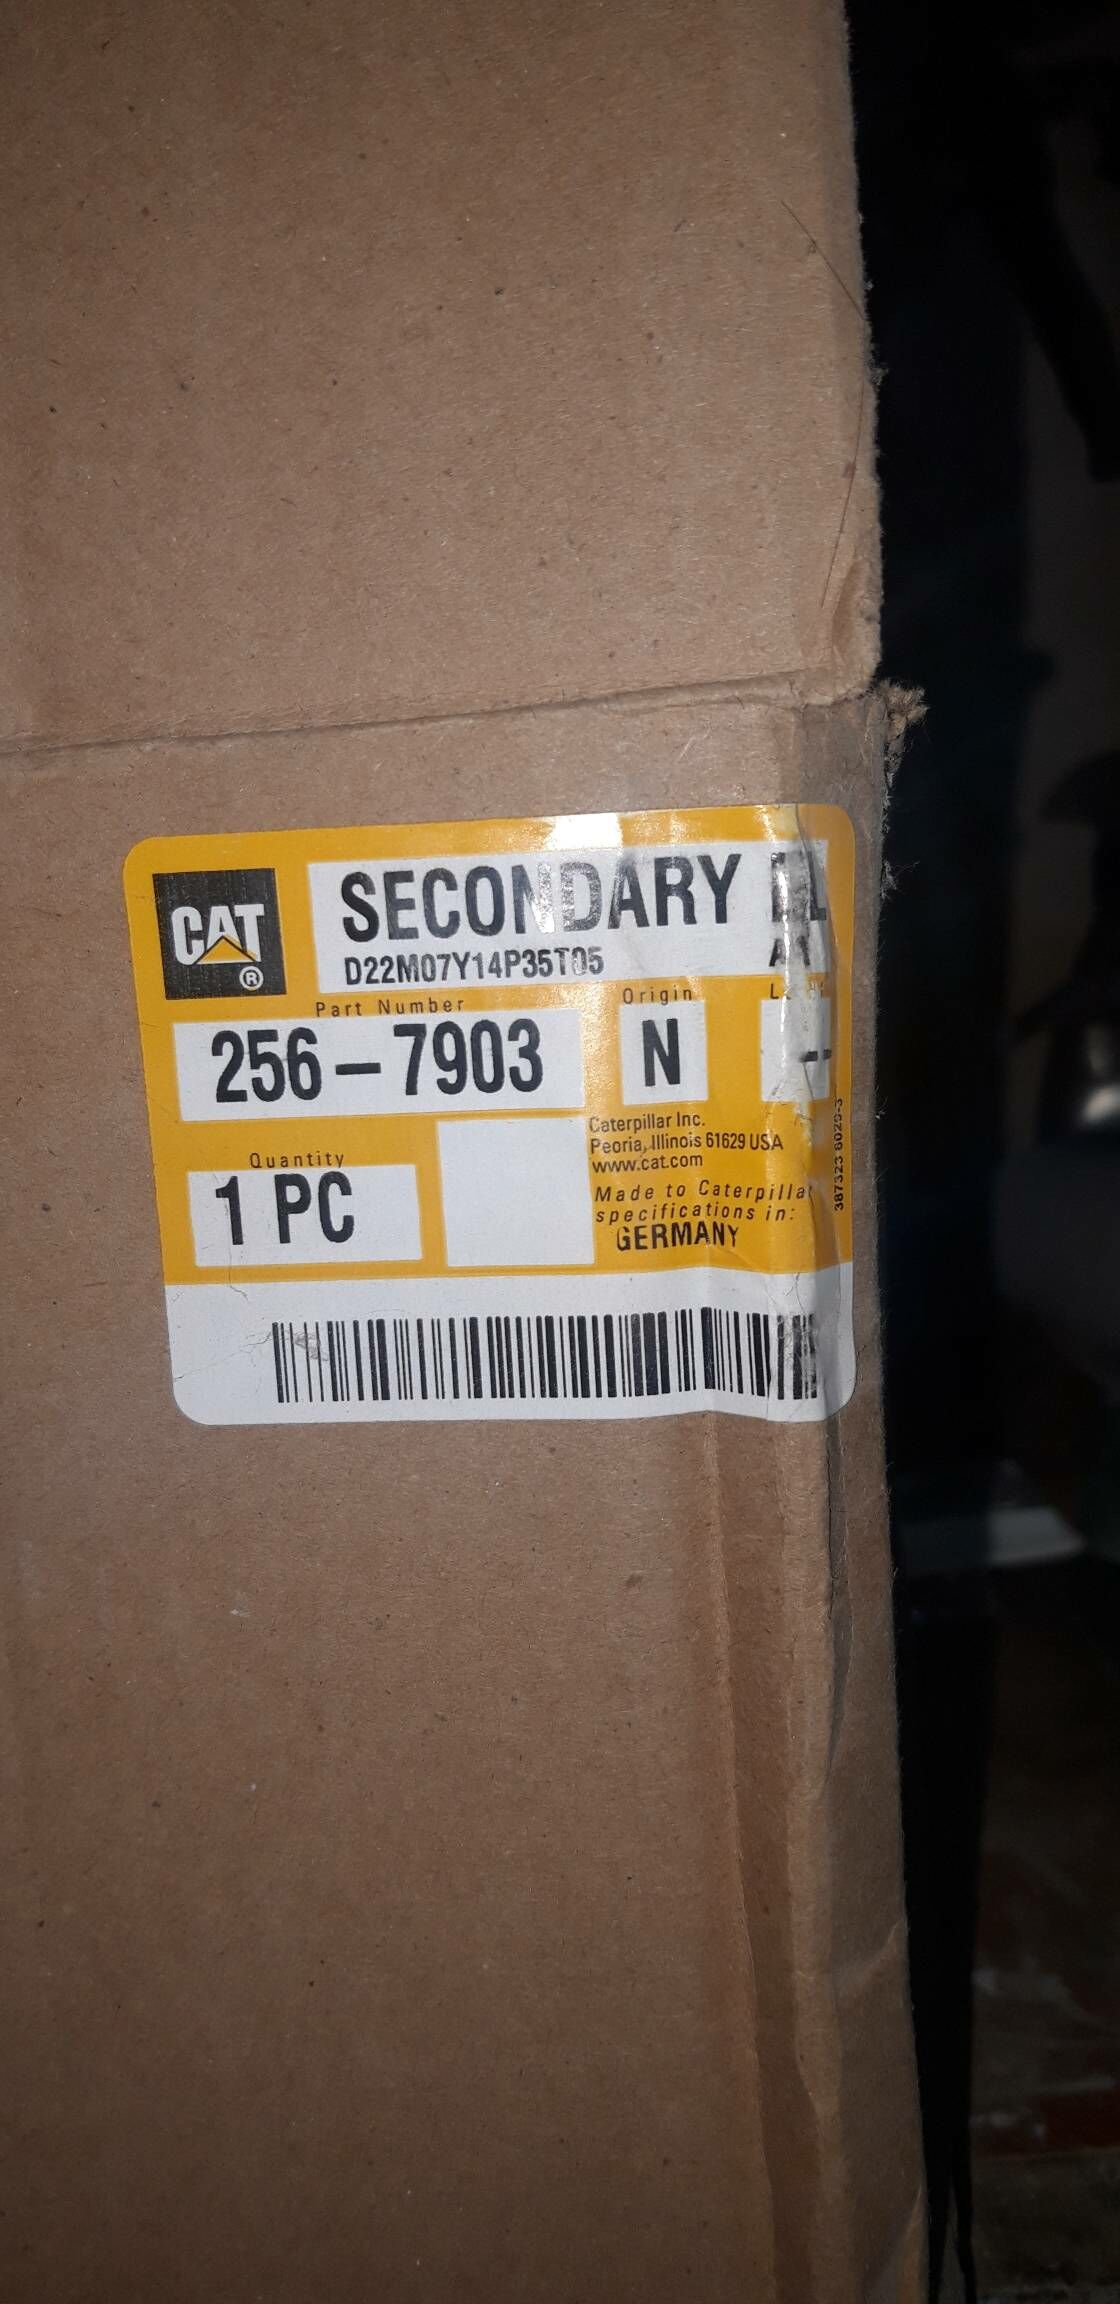 CAT
®
SECONDARY EL
D22M07Y14P35T05
Part Number
Origin
256-7903
N
--
Caterpillar Inc.
Peoria, Illinois 61629 USA
www.cat.com
Quantity
1 PC
Made to Caterpillar
specifications in:
GERMANY